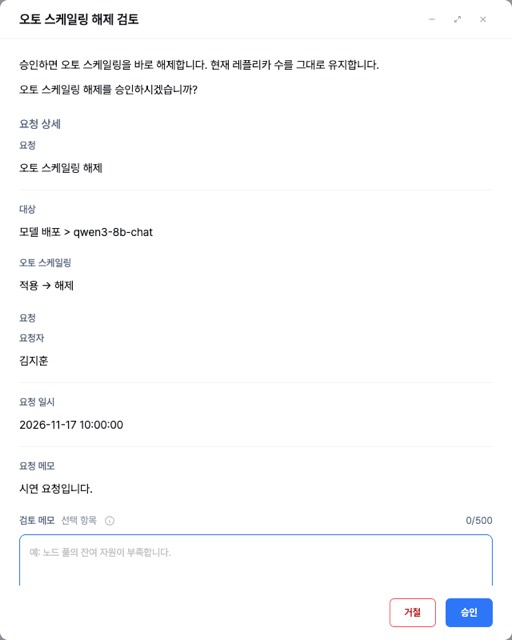 오토 스케일링 해제 검토
승인하면 오토 스케일링을 바로 해제합니다. 현재 레플리카 수를 그대로 유지합니다.
오토 스케일링 해제를 승인하시겠습니까?
요청 상세
요청
오토 스케일링 해제
대상
모델 배포 > qwen3-8b-chat
오토 스케일링
적용 → 해제
요청
요청자
김지훈
요청 일시
2026-11-17 10:00:00
요청 메모
시연 요청입니다.
검토 메모 선택 항목 0/500
예: 노드 풀의 잔여 자원이 부족합니다.
거절 승인